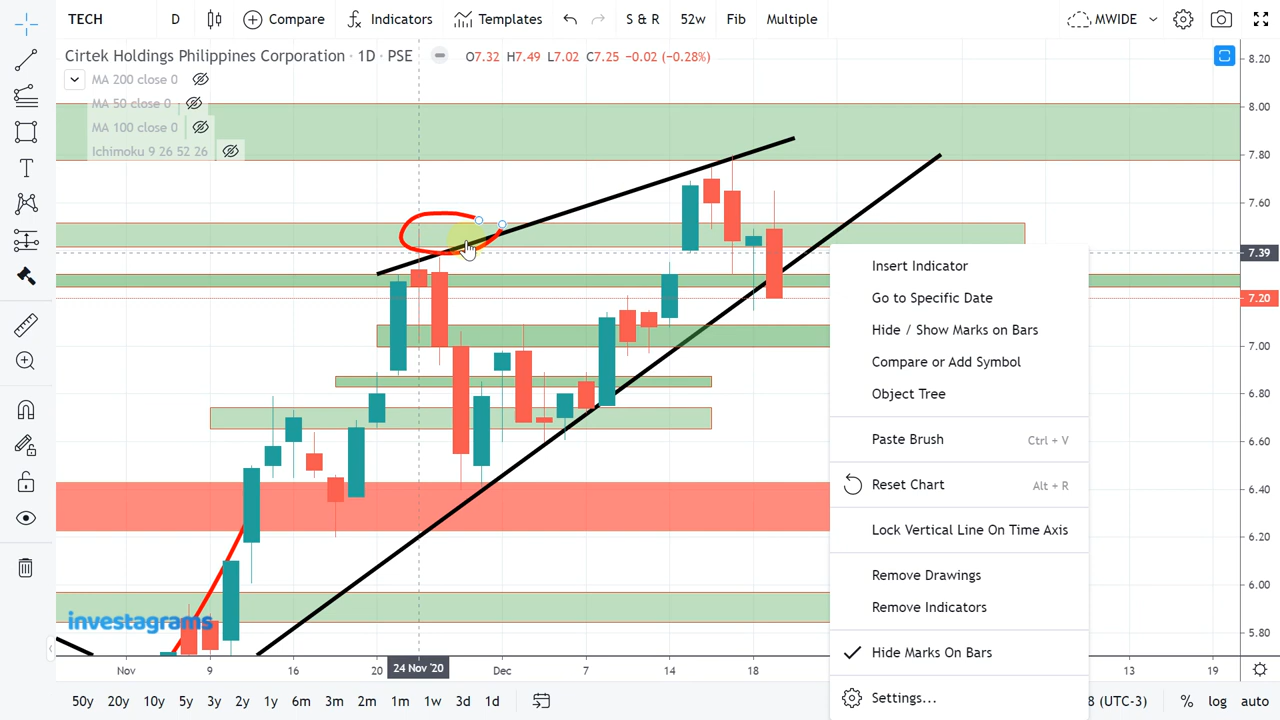 TECH D Compare Indicators Templates S & R 52w Fib Multiple MWIDE
Cirtek Holdings Philippines Corporation · 1D · PSE O7.32 H7.49 L7.02 C7.25 −0.02 (−0.28%)
MA 200 close 0
MA 50 close 0
MA 100 close 0
Ichimoku 9 26 52 26
8.20
8.00
7.80
7.60
7.39
7.20
7.00
6.80
6.60
6.40
6.20
6.00
5.80
Insert Indicator
Go to Specific Date
Hide / Show Marks on Bars
Compare or Add Symbol
Object Tree
Paste Brush Ctrl + V
Reset Chart Alt + R
Lock Vertical Line On Time Axis
Remove Drawings
Remove Indicators
Hide Marks On Bars
Settings...
investagrams
Nov 9 16 20 24 Nov '20 Dec 7 14 18 13 19
50y 20y 10y 5y 3y 2y 1y 6m 3m 2m 1m 1w 3d 1d 8 (UTC-3) % log auto